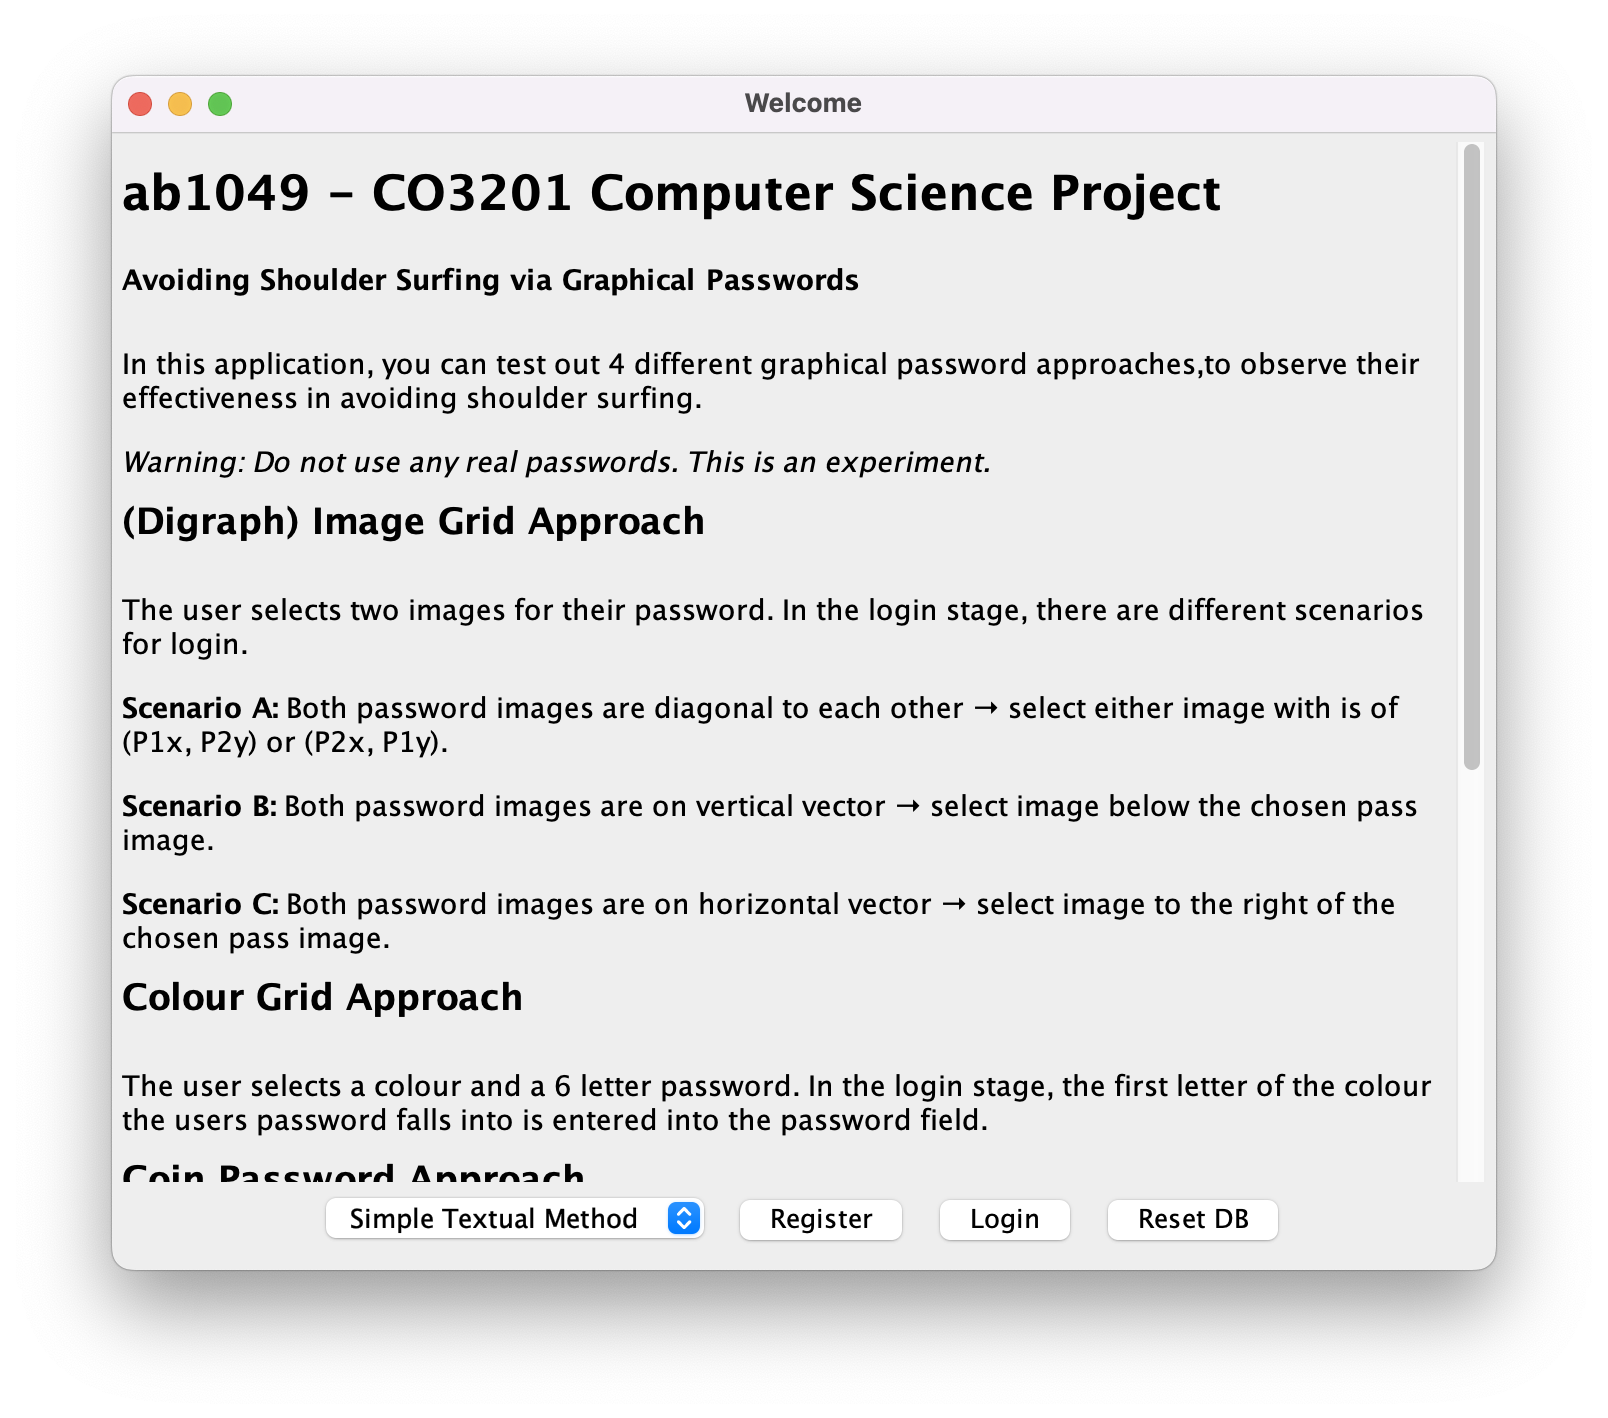 Welcome
ab1049 – CO3201 Computer Science Project
Avoiding Shoulder Surfing via Graphical Passwords
In this application, you can test out 4 different graphical password approaches,to observe their
effectiveness in avoiding shoulder surfing.
Warning: Do not use any real passwords. This is an experiment.
(Digraph) Image Grid Approach
The user selects two images for their password. In the login stage, there are different scenarios
for login.
Scenario A: Both password images are diagonal to each other → select either image with is of
(P1x, P2y) or (P2x, P1y).
Scenario B: Both password images are on vertical vector → select image below the chosen pass
image.
Scenario C: Both password images are on horizontal vector → select image to the right of the
chosen pass image.
Colour Grid Approach
The user selects a colour and a 6 letter password. In the login stage, the first letter of the colour
the users password falls into is entered into the password field.
Coin Password Approach
Simple Textual Method
Register
Login
Reset DB